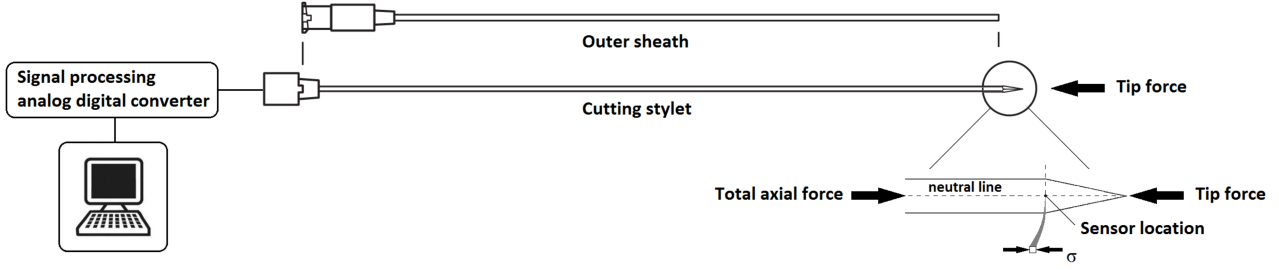 Outer sheath
Signal processing
analog digital converter
Cutting stylet
Tip force
neutral line
Total axial force
Tip force
Sensor location
σ